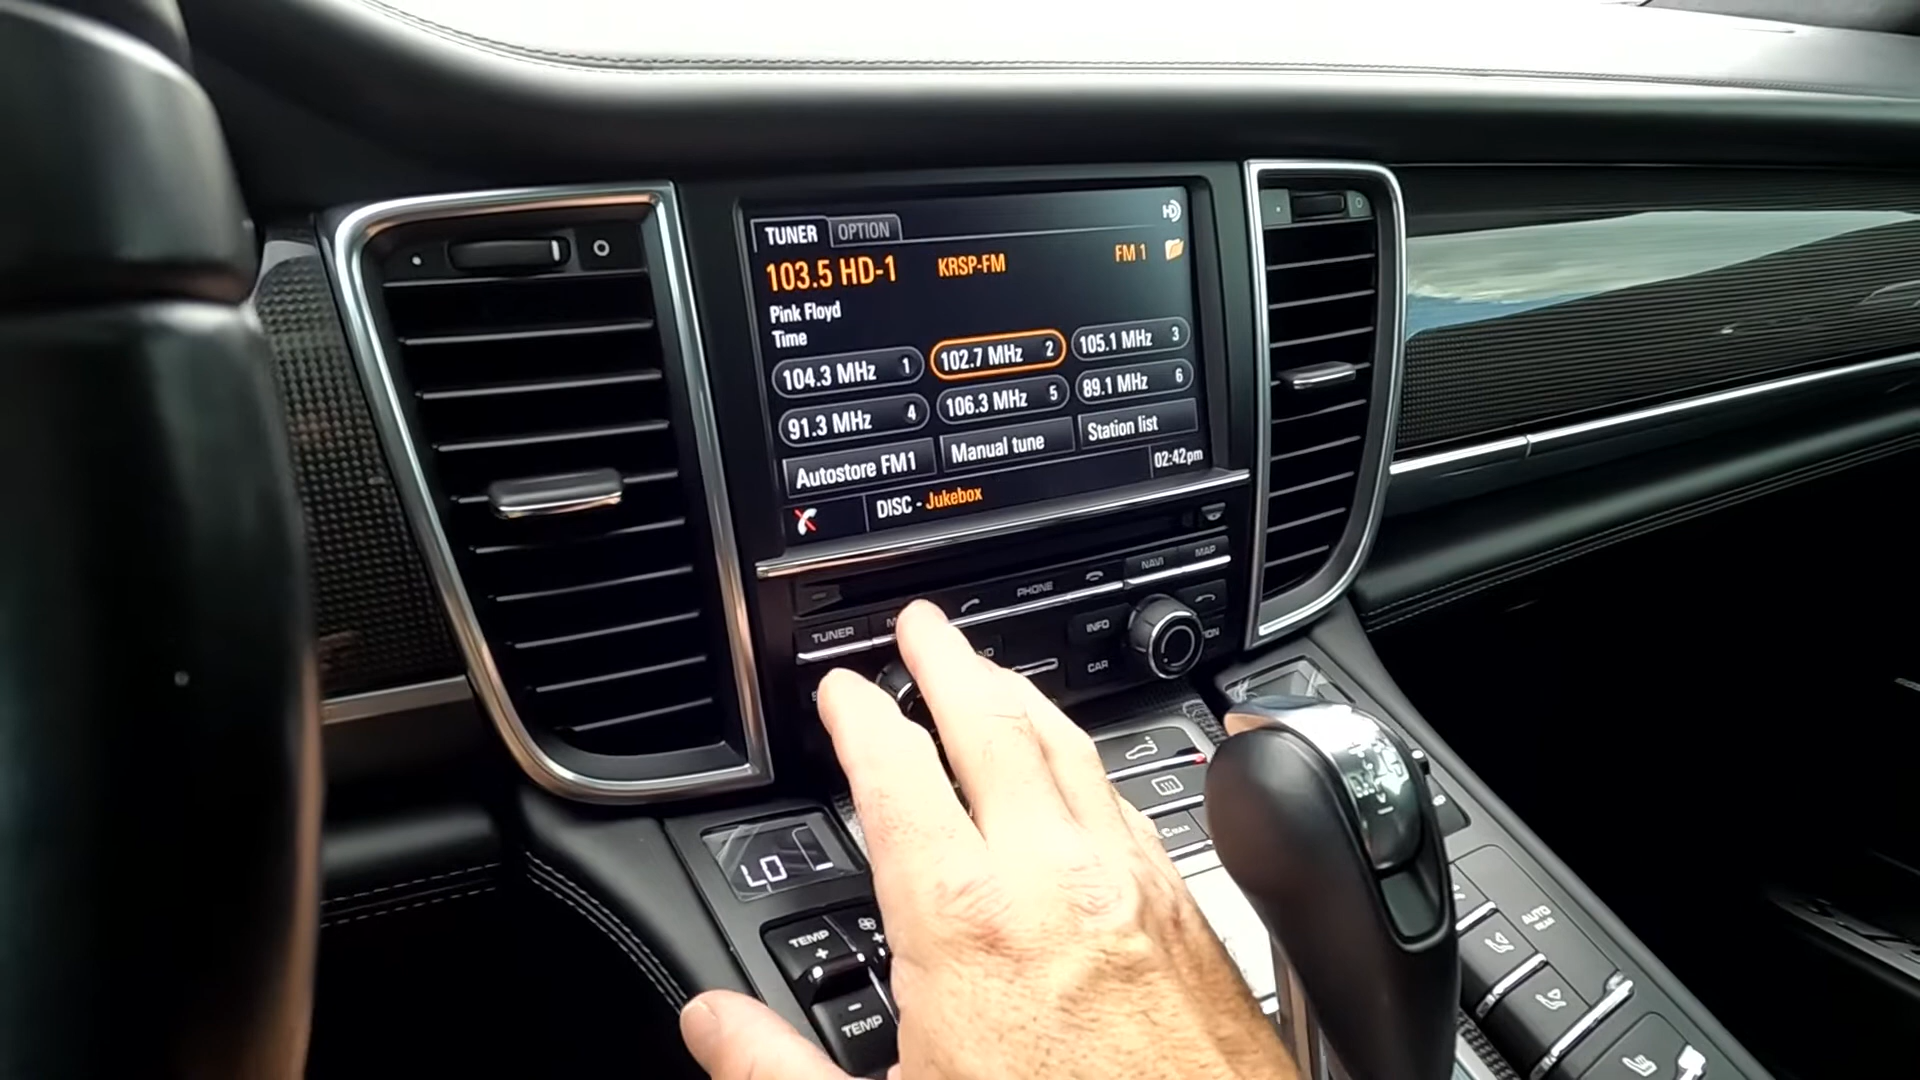 TUNER OPTION HD
103.5 HD-1 KRSP-FM FM 1
Pink Floyd
Time
104.3 MHz 1 102.7 MHz 2 105.1 MHz 3
91.3 MHz 4 106.3 MHz 5 89.1 MHz 6
Autostore FM1 Manual tune Station list
02:42pm
DISC - Jukebox
TUNER PHONE NAVI MAP
INFO
CAR
LO
TEMP
+
-
TEMP
AUTO
REAR